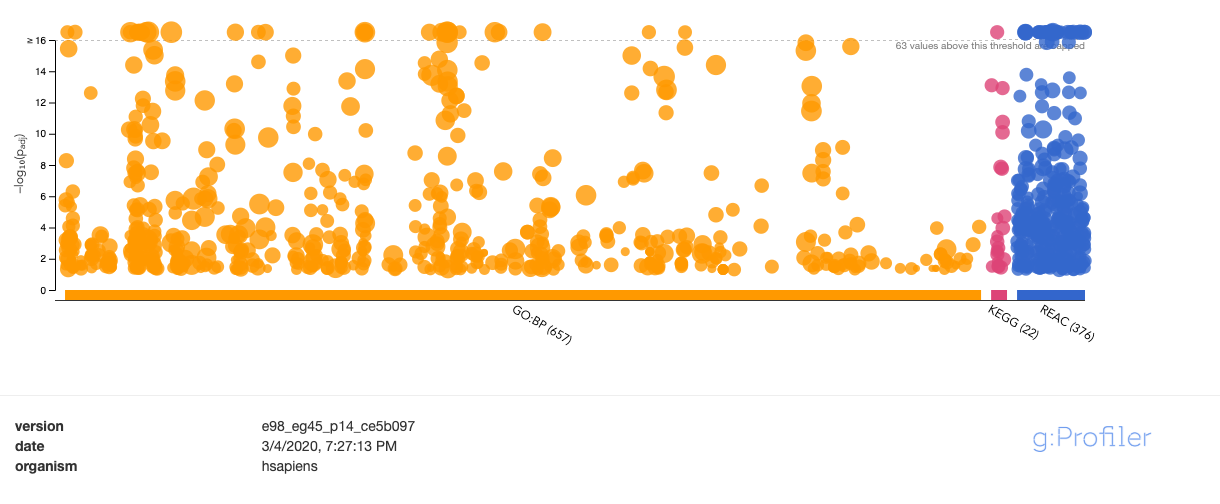 ≥ 16
63 values above this threshold are capped
14
12
10
8
6
4
2
0
−log₁₀(pₐdⱼ)
GO:BP (657)
KEGG (22)
REAC (376)
version e98_eg45_p14_ce5b097
date 3/4/2020, 7:27:13 PM
organism hsapiens
g:Profiler